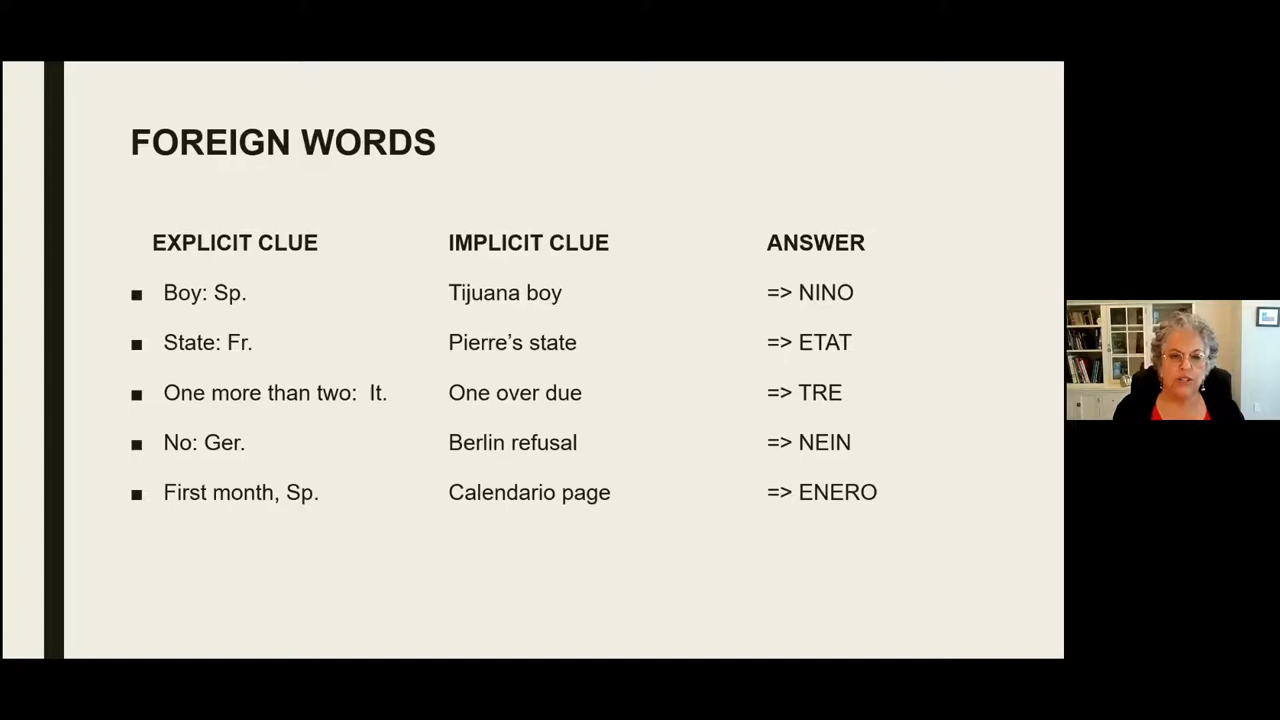 FOREIGN WORDS
EXPLICIT CLUE IMPLICIT CLUE ANSWER
■ Boy: Sp. Tijuana boy => NINO
■ State: Fr. Pierre’s state => ETAT
■ One more than two: It. One over due => TRE
■ No: Ger. Berlin refusal => NEIN
■ First month, Sp. Calendario page => ENERO